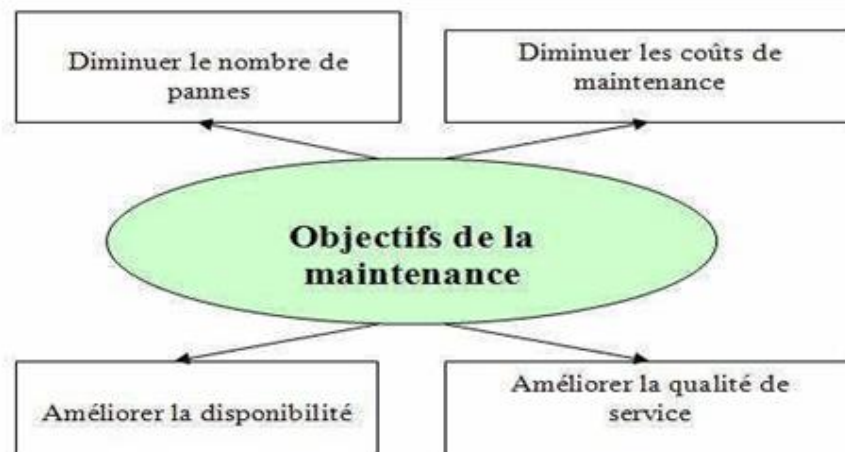 Diminuer le nombre de
pannes
Diminuer les coûts de
maintenance
Objectifs de la
maintenance
Améliorer la disponibilité
Améliorer la qualité de
service